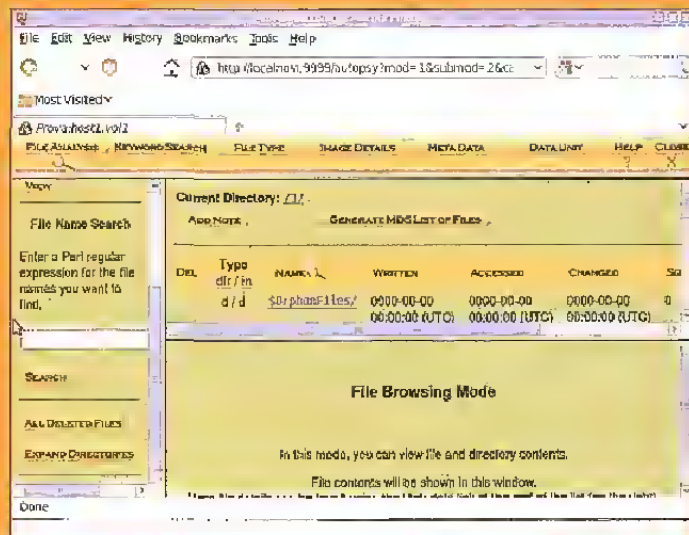 File Edit View History Bookmarks Tools Help
http://localhost:9999/autopsy?mod=1&submod=2&ca
Most Visited
Prova:host1:vol2
FILE ANALYSIS KEYWORD SEARCH FILE TYPE IMAGE DETAILS META DATA DATA UNIT HELP CLOSE
?
X
VIEW
File Name Search
Enter a Perl regular
expression for the file
names you want to
find.
SEARCH
ALL DELETED FILES
EXPAND DIRECTORIES
Current Directory: /1/
ADD NOTE GENERATE MD5 LIST OF FILES
DEL Type NAME WRITTEN ACCESSED CHANGED
dir / in
d / d $OrphanFiles/ 0000-00-00 0000-00-00 0000-00-00 0
00:00:00 (UTC) 00:00:00 (UTC) 00:00:00 (UTC)
File Browsing Mode
In this mode, you can view file and directory contents.
File contents will be shown in this window.
Done